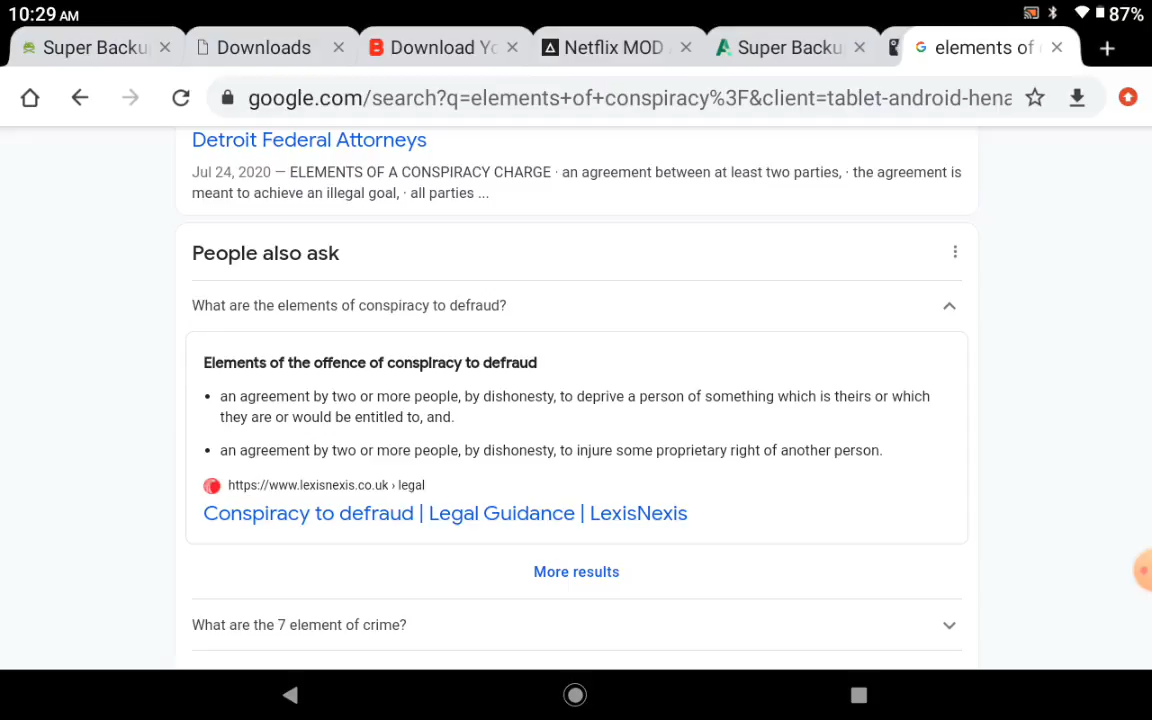 10:29 AM
87%
Super Backu
Downloads
Download Yo
Netflix MOD
Super Backu
elements of
google.com/search?q=elements+of+conspiracy%3F&client=tablet-android-hena
Detroit Federal Attorneys
Jul 24, 2020 — ELEMENTS OF A CONSPIRACY CHARGE · an agreement between at least two parties, · the agreement is
meant to achieve an illegal goal, · all parties ...
People also ask
What are the elements of conspiracy to defraud?
Elements of the offence of conspiracy to defraud
• an agreement by two or more people, by dishonesty, to deprive a person of something which is theirs or which
they are or would be entitled to, and.
• an agreement by two or more people, by dishonesty, to injure some proprietary right of another person.
https://www.lexisnexis.co.uk › legal
Conspiracy to defraud | Legal Guidance | LexisNexis
More results
What are the 7 element of crime?